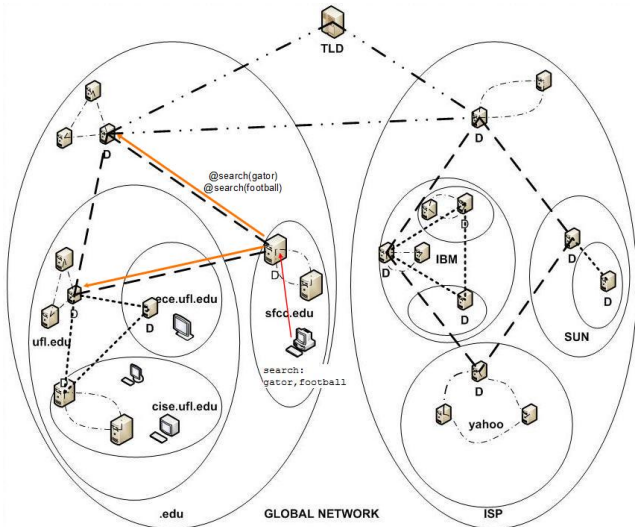 TLD
D
D
@search(gator)
@search(football)
D
IBM
D
D
D
D
ece.ufl.edu
D
D
sfcc.edu
D
SUN
ufl.edu
D
search:
gator,football
D
cise.ufl.edu
yahoo
.edu
GLOBAL NETWORK
ISP